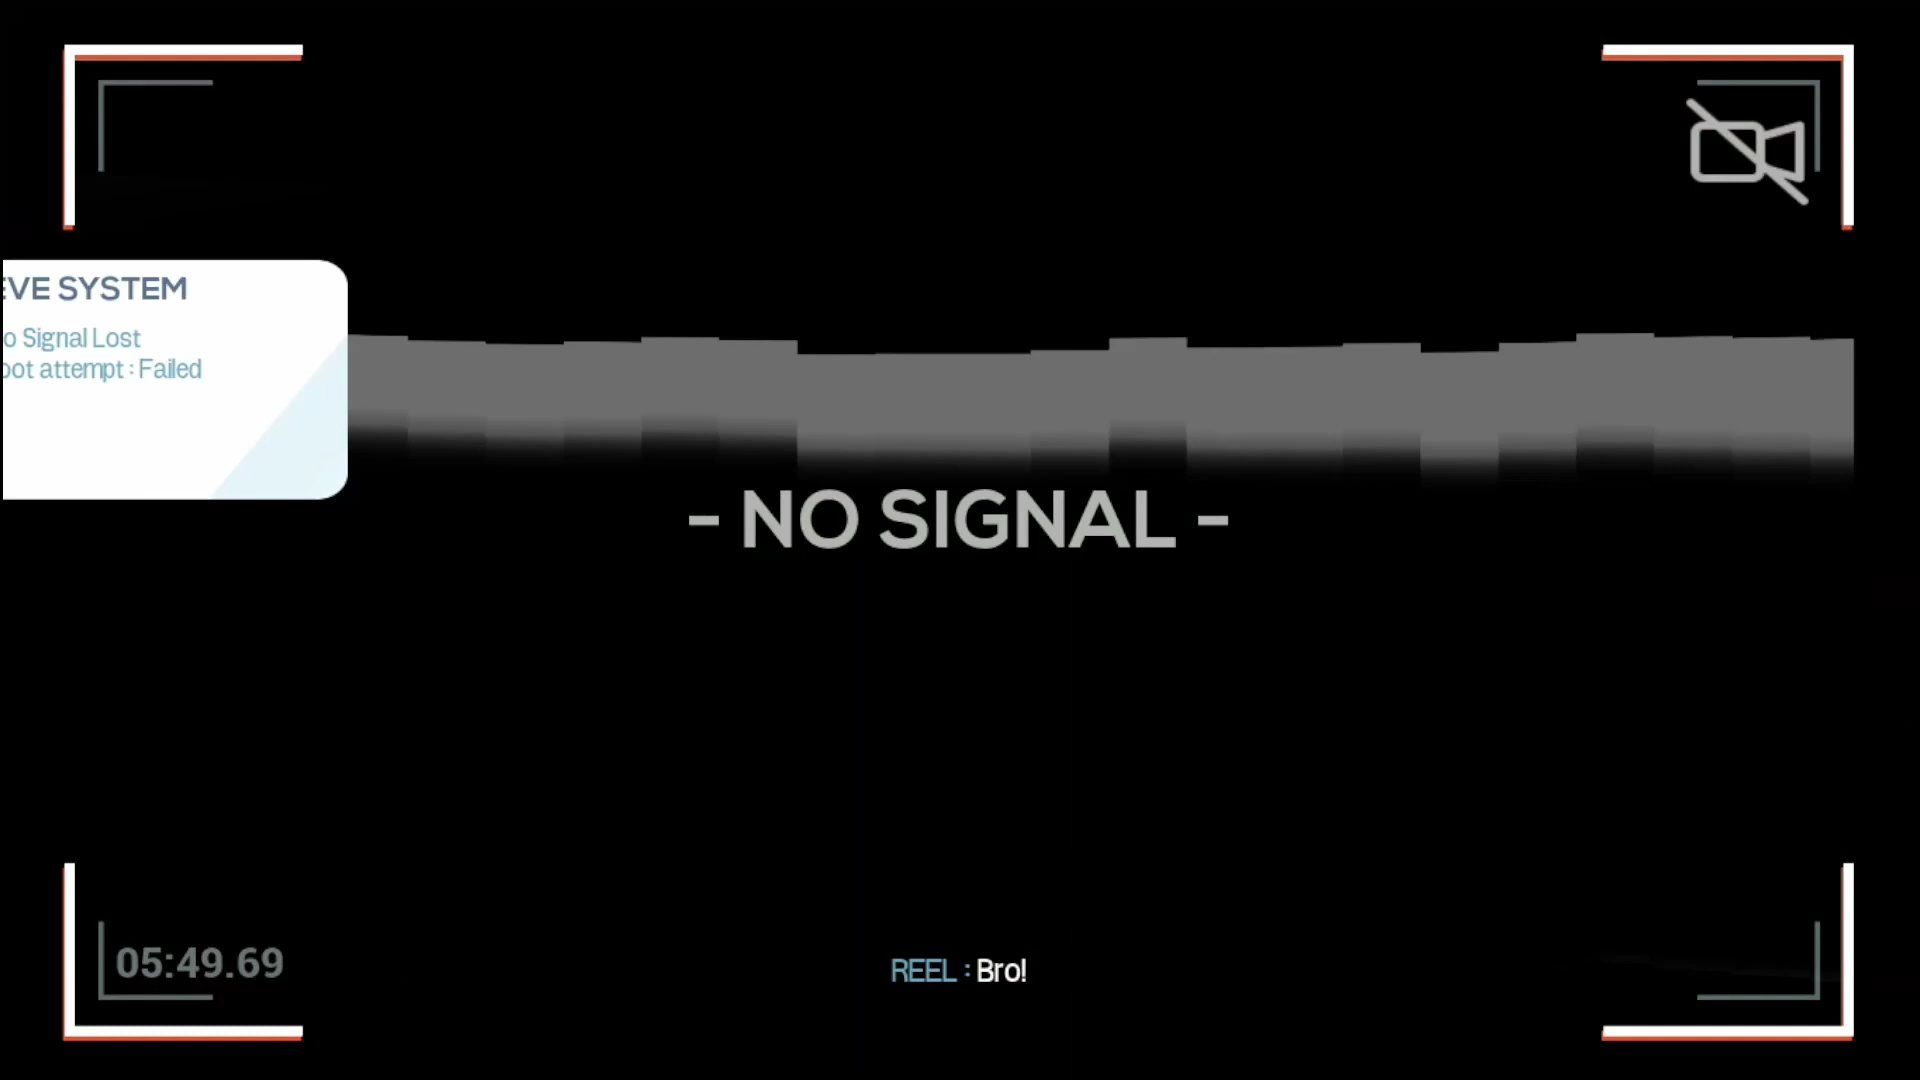 EVE SYSTEM
o Signal Lost
oot attempt : Failed
- NO SIGNAL -
05:49.69
REEL : Bro!